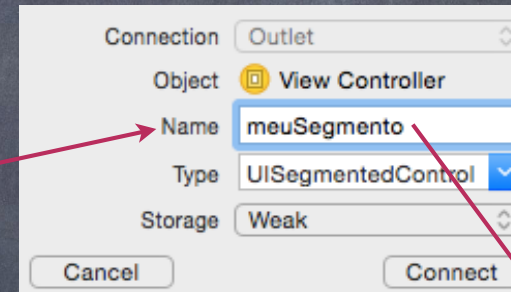 Connection Outlet
Object View Controller
Name meuSegmento
Type UISegmentedControl
Storage Weak
Cancel Connect